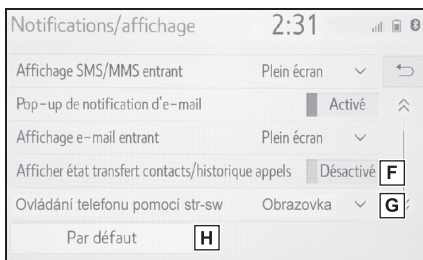 Notifications/affichage 2:31
Affichage SMS/MMS entrant Plein écran
Pop-up de notification d'e-mail Activé
Affichage e-mail entrant Plein écran
Afficher état transfert contacts/historique appels Désactivé F
Ovládání telefonu pomocí str-sw Obrazovka G
Par défaut H